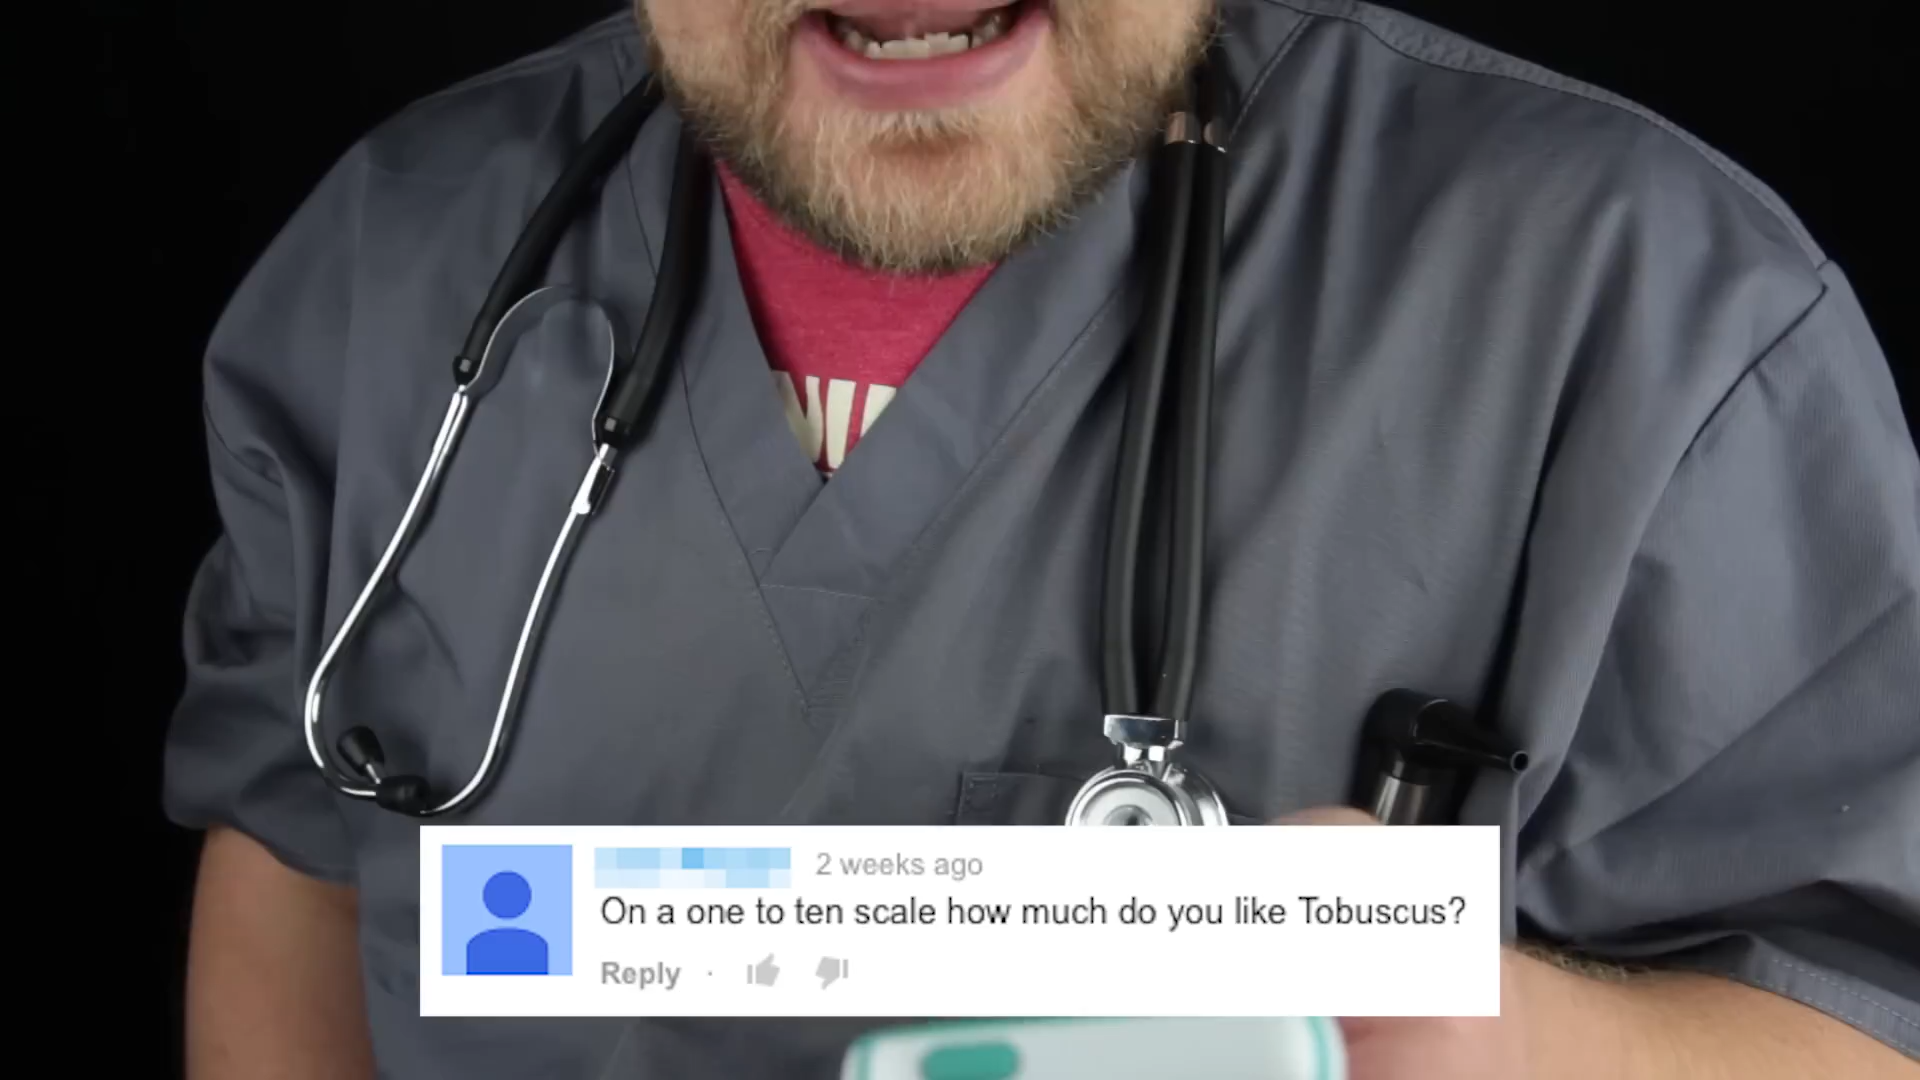 2 weeks ago
On a one to ten scale how much do you like Tobuscus?
Reply ·